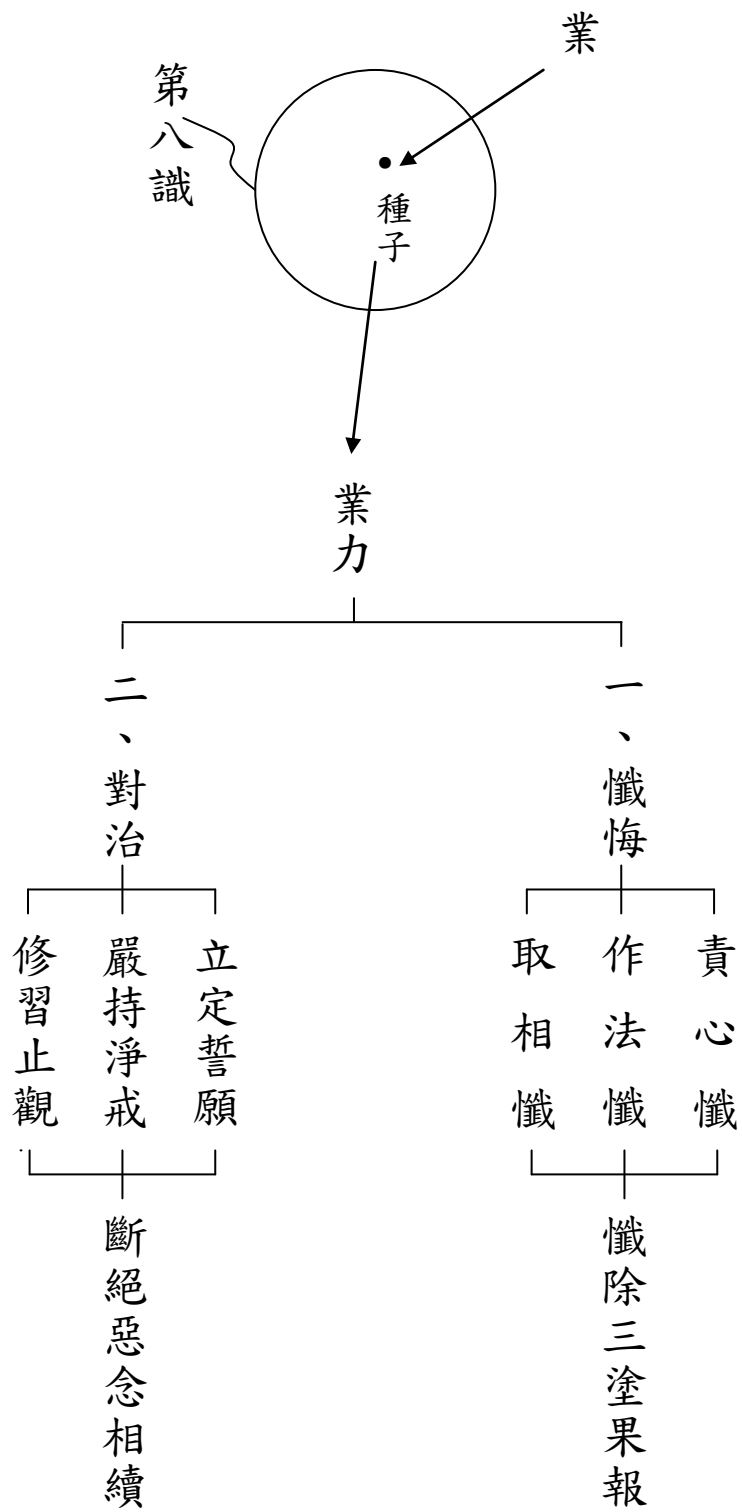 業
第八識
種子
業力
一、懺悔
責心懺
作法懺
取相懺
懺除三塗果報
二、對治
立定誓願
嚴持淨戒
修習止觀
斷絕惡念相續